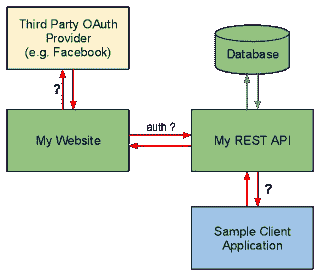 Third Party OAuth
Provider
(e.g. Facebook)
Database
?
My Website
auth ?
My REST API
?
Sample Client
Application